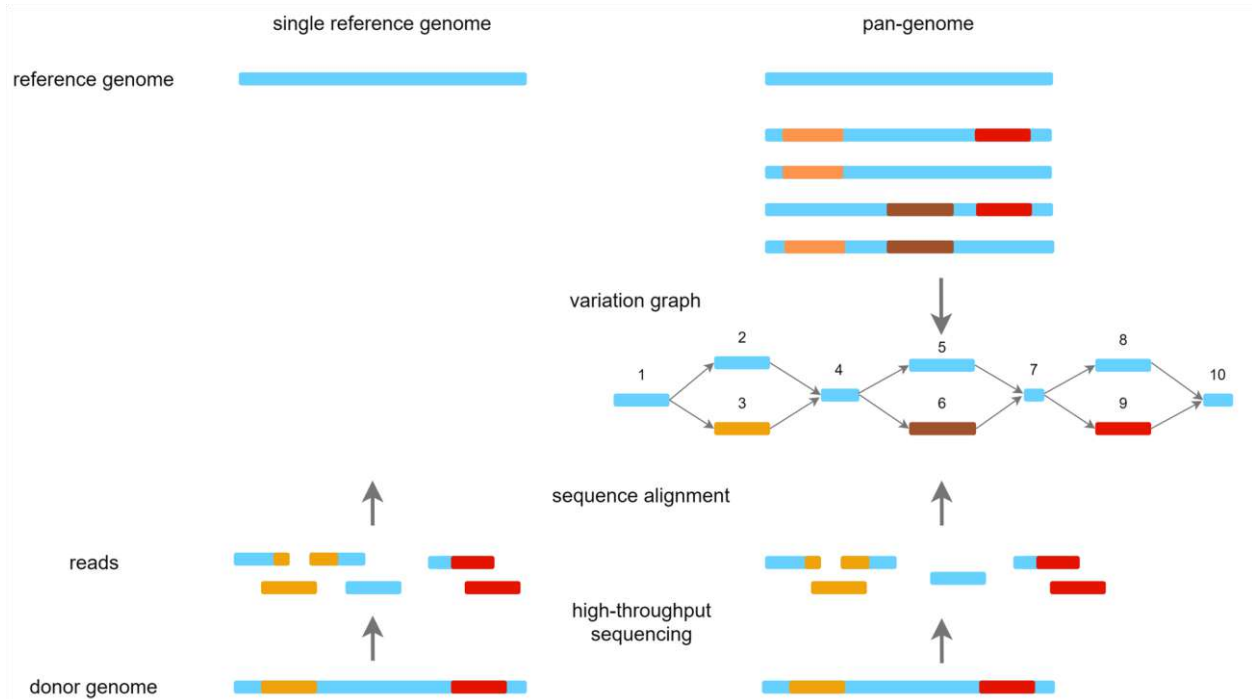 single reference genome
pan-genome
reference genome
variation graph
1
2
3
4
5
6
7
8
9
10
sequence alignment
reads
high-throughput
sequencing
donor genome